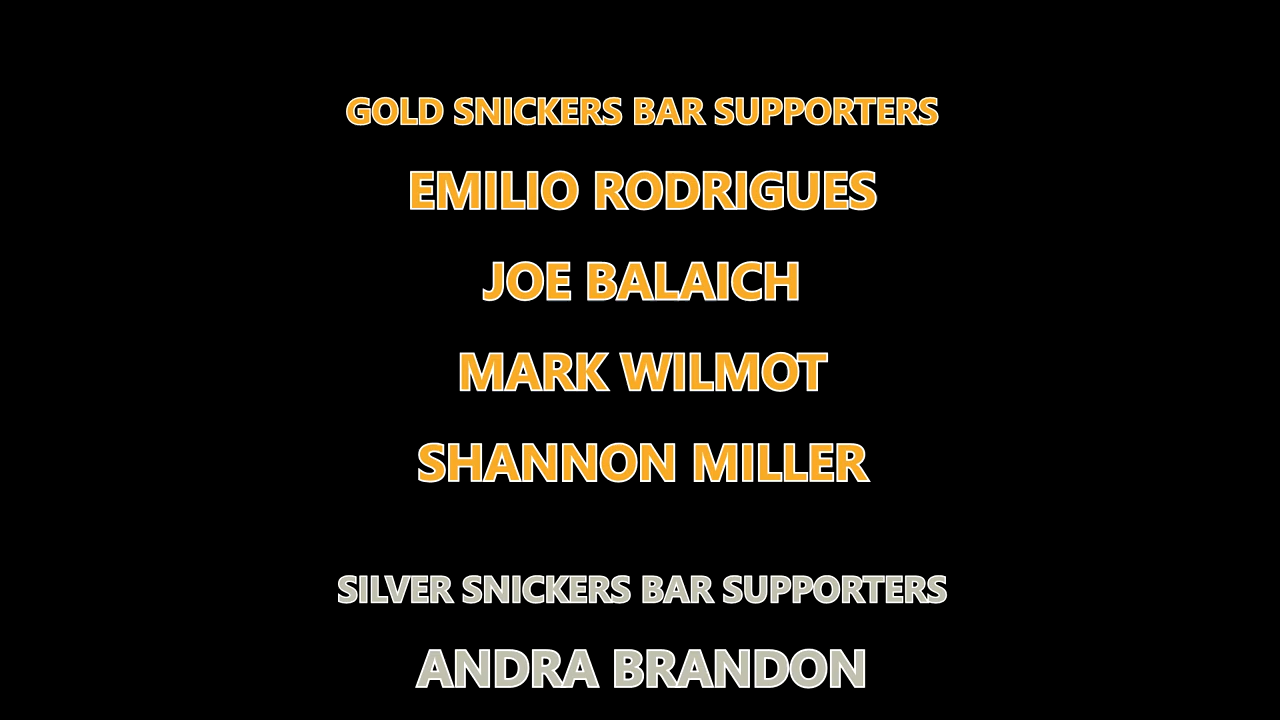 GOLD SNICKERS BAR SUPPORTERS
EMILIO RODRIGUES
JOE BALAICH
MARK WILMOT
SHANNON MILLER
SILVER SNICKERS BAR SUPPORTERS
ANDRA BRANDON